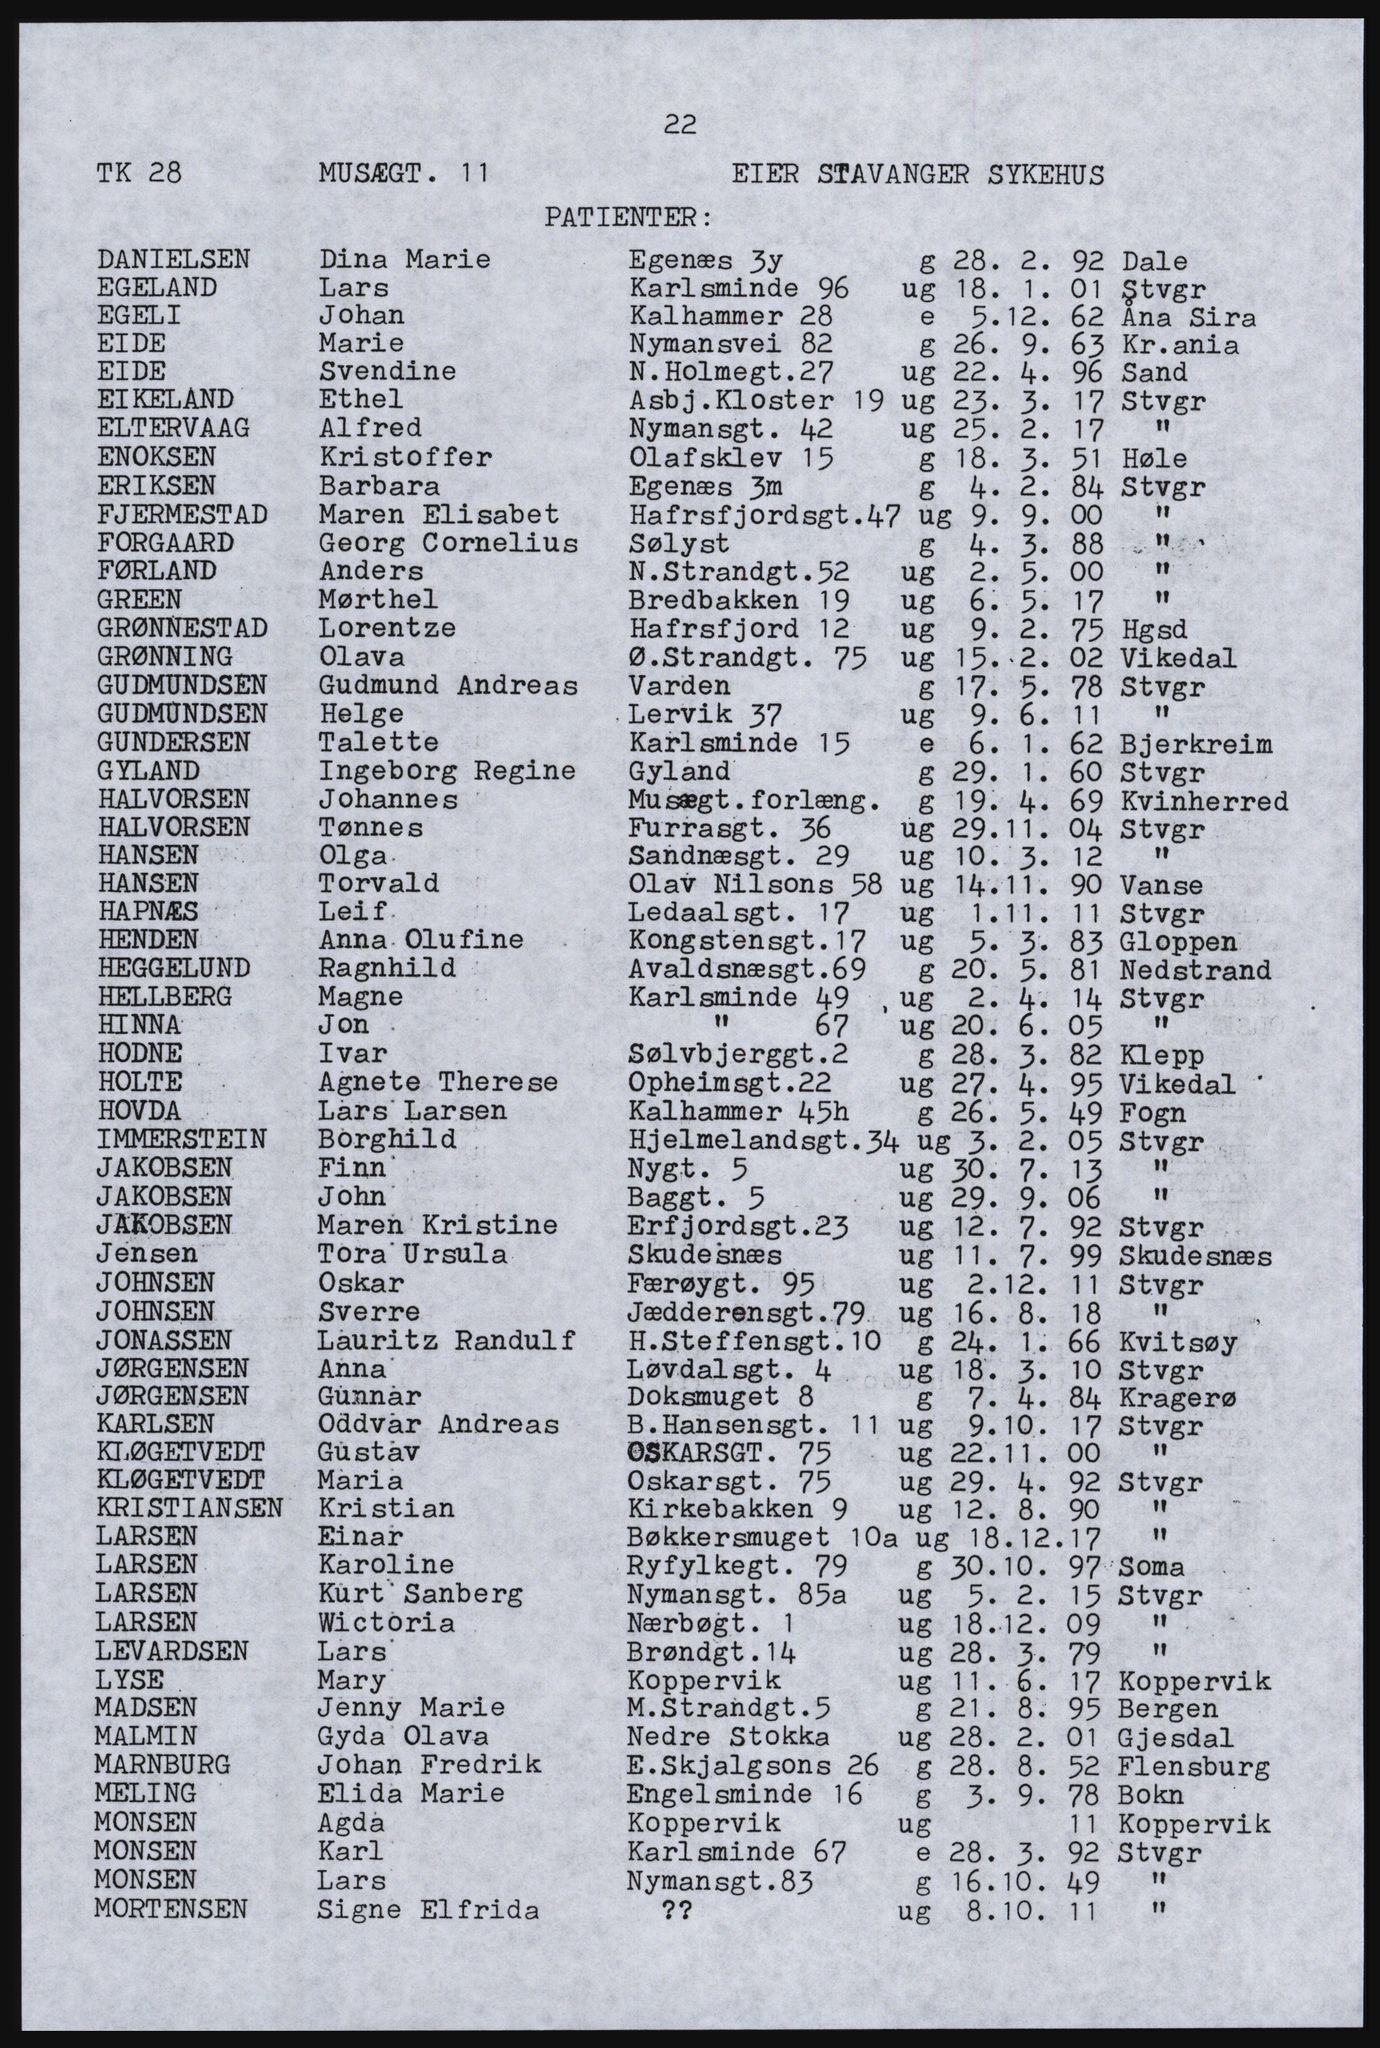 22
TK 28 MUSÆGT. 11 EIER STAVANGER SYKEHUS
PATIENTER:
DANIELSEN Dina Marie Egenæs 3y g 28. 2. 92 Dale
EGELAND Lars Karlsminde 96 ug 18. 1. 01 Stvgr
EGELI Johan Kalhammer 28 e 5.12. 62 Åna Sira
EIDE Marie Nymansvei 82 g 26. 9. 63 Kr.ania
EIDE Svendine N.Holmegt.27 ug 22. 4. 96 Sand
EIKELAND Ethel Asbj.Kloster 19 ug 23. 3. 17 Stvgr
ELTERVAAG Alfred Nymansgt. 42 ug 25. 2. 17 "
ENOKSEN Kristoffer Olafsklev 15 g 18. 3. 51 Høle
ERIKSEN Barbara Egenæs 3m g 4. 2. 84 Stvgr
FJERMESTAD Maren Elisabet Hafrsfjordsgt.47 ug 9. 9. 00 "
FORGAARD Georg Cornelius Sølyst g 4. 3. 88 "
FØRLAND Anders N.Strandgt.52 ug 2. 5. 00 "
GREEN Mørthel Bredbakken 19 ug 6. 5. 17 "
GRØNNESTAD Lorentze Hafrsfjord 12 ug 9. 2. 75 Hgsd
GRØNNING Olava Ø.Strandgt. 75 ug 15. 2. 02 Vikedal
GUDMUNDSEN Gudmund Andreas Varden g 17. 5. 78 Stvgr
GUDMUNDSEN Helge Lervik 37 ug 9. 6. 11 "
GUNDERSEN Talette Karlsminde 15 e 6. 1. 62 Bjerkreim
GYLAND Ingeborg Regine Gyland g 29. 1. 60 Stvgr
HALVORSEN Johannes Musægt.forlæng. g 19. 4. 69 Kvinherred
HALVORSEN Tønnes Furrasgt. 36 ug 29.11. 04 Stvgr
HANSEN Olga Sandnæsgt. 29 ug 10. 3. 12 "
HANSEN Torvald Olav Nilsons 58 ug 14.11. 90 Vanse
HAPNÆS Leif Ledaalsgt. 17 ug 1.11. 11 Stvgr
HENDEN Anna Olufine Kongstensgt.17 ug 5. 3. 83 Gloppen
HEGGELUND Ragnhild Avaldsnæsgt.69 g 20. 5. 81 Nedstrand
HELLBERG Magne Karlsminde 49 ug 2. 4. 14 Stvgr
HINNA Jon " 67 ug 20. 6. 05 "
HODNE Ivar Sølvbjerggt.2 g 28. 3. 82 Klepp
HOLTE Agnete Therese Opheimsgt.22 ug 27. 4. 95 Vikedal
HOVDA Lars Larsen Kalhammer 45h g 26. 5. 49 Fogn
IMMERSTEIN Borghild Hjelmelandsgt.34 ug 3. 2. 05 Stvgr
JAKOBSEN Finn Nygt. 5 ug 30. 7. 13 "
JAKOBSEN John Baggt. 5 ug 29. 9. 06 "
JAKOBSEN Maren Kristine Erfjordsgt.23 ug 12. 7. 92 Stvgr
Jensen Tora Ursula Skudesnæs ug 11. 7. 99 Skudesnæs
JOHNSEN Oskar Færøygt. 95 ug 2.12. 11 Stvgr
JOHNSEN Sverre Jædderensgt.79 ug 16. 8. 18 "
JONASSEN Lauritz Randulf H.Steffensgt.10 g 24. 1. 66 Kvitsøy
JØRGENSEN Anna Løvdalsgt. 4 ug 18. 3. 10 Stvgr
JØRGENSEN Gunnar Doksmuget 8 g 7. 4. 84 Kragerø
KARLSEN Oddvar Andreas B.Hansensgt. 11 ug 9.10. 17 Stvgr
KLØGETVEDT Gustav OSKARSGT. 75 ug 22.11. 00 "
KLØGETVEDT Maria Oskarsgt. 75 ug 29. 4. 92 Stvgr
KRISTIANSEN Kristian Kirkebakken 9 ug 12. 8. 90 "
LARSEN Einar Bøkkersmuget 10a ug 18.12.17 "
LARSEN Karoline Ryfylkegt. 79 g 30.10. 97 Soma
LARSEN Kurt Sanberg Nymansgt. 85a ug 5. 2. 15 Stvgr
LARSEN Wictoria Nærbøgt. 1 ug 18.12. 09 "
LEVARDSEN Lars Brøndgt.14 ug 28. 3. 79 "
LYSE Mary Koppervik ug 11. 6. 17 Koppervik
MADSEN Jenny Marie M.Strandgt.5 g 21. 8. 95 Bergen
MALMIN Gyda Olava Nedre Stokka ug 28. 2. 01 Gjesdal
MARNBURG Johan Fredrik E.Skjalgsons 26 g 28. 8. 52 Flensburg
MELING Elida Marie Engelsminde 16 g 3. 9. 78 Bokn
MONSEN Agda Koppervik ug 11 Koppervik
MONSEN Karl Karlsminde 67 e 28. 3. 92 Stvgr
MONSEN Lars Nymansgt.83 g 16.10. 49 "
MORTENSEN Signe Elfrida ?? ug 8.10. 11 "